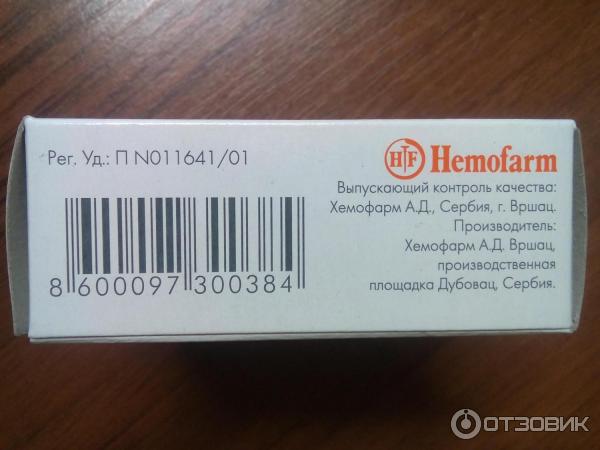 Рег. Уд.: П N011641/01
8 600097 300384
HTF Hemofarm
Выпускающий контроль качества:
Хемофарм А.Д., Сербия, г. Вршац.
Производитель:
Хемофарм А.Д. Вршац,
производственная
площадка Дубовац, Сербия.
ОТЗОВИК